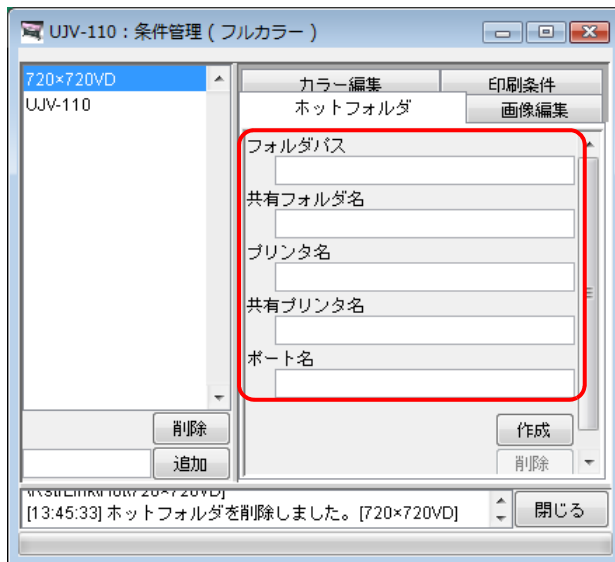 UJV-110：条件管理 ( フルカラー )
720×720VD
UJV-110
カラー編集
印刷条件
ホットフォルダ
画像編集
フォルダパス
共有フォルダ名
プリンタ名
共有プリンタ名
ポート名
削除
追加
作成
削除
[13:45:33] ホットフォルダを削除しました。[720×720VD]
閉じる